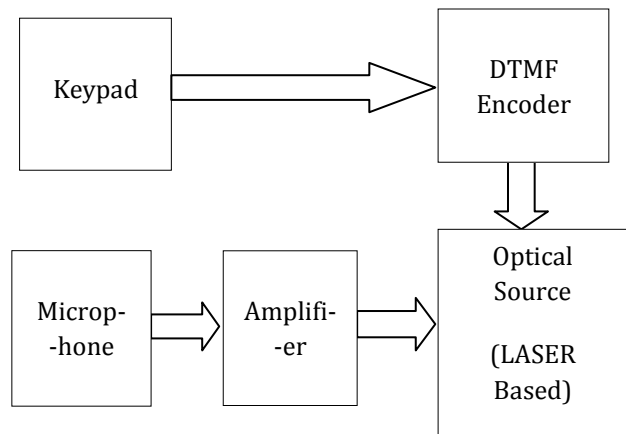 Keypad
DTMF
Encoder
Microp-
-hone
Amplifi-
-er
Optical
Source
(LASER
Based)